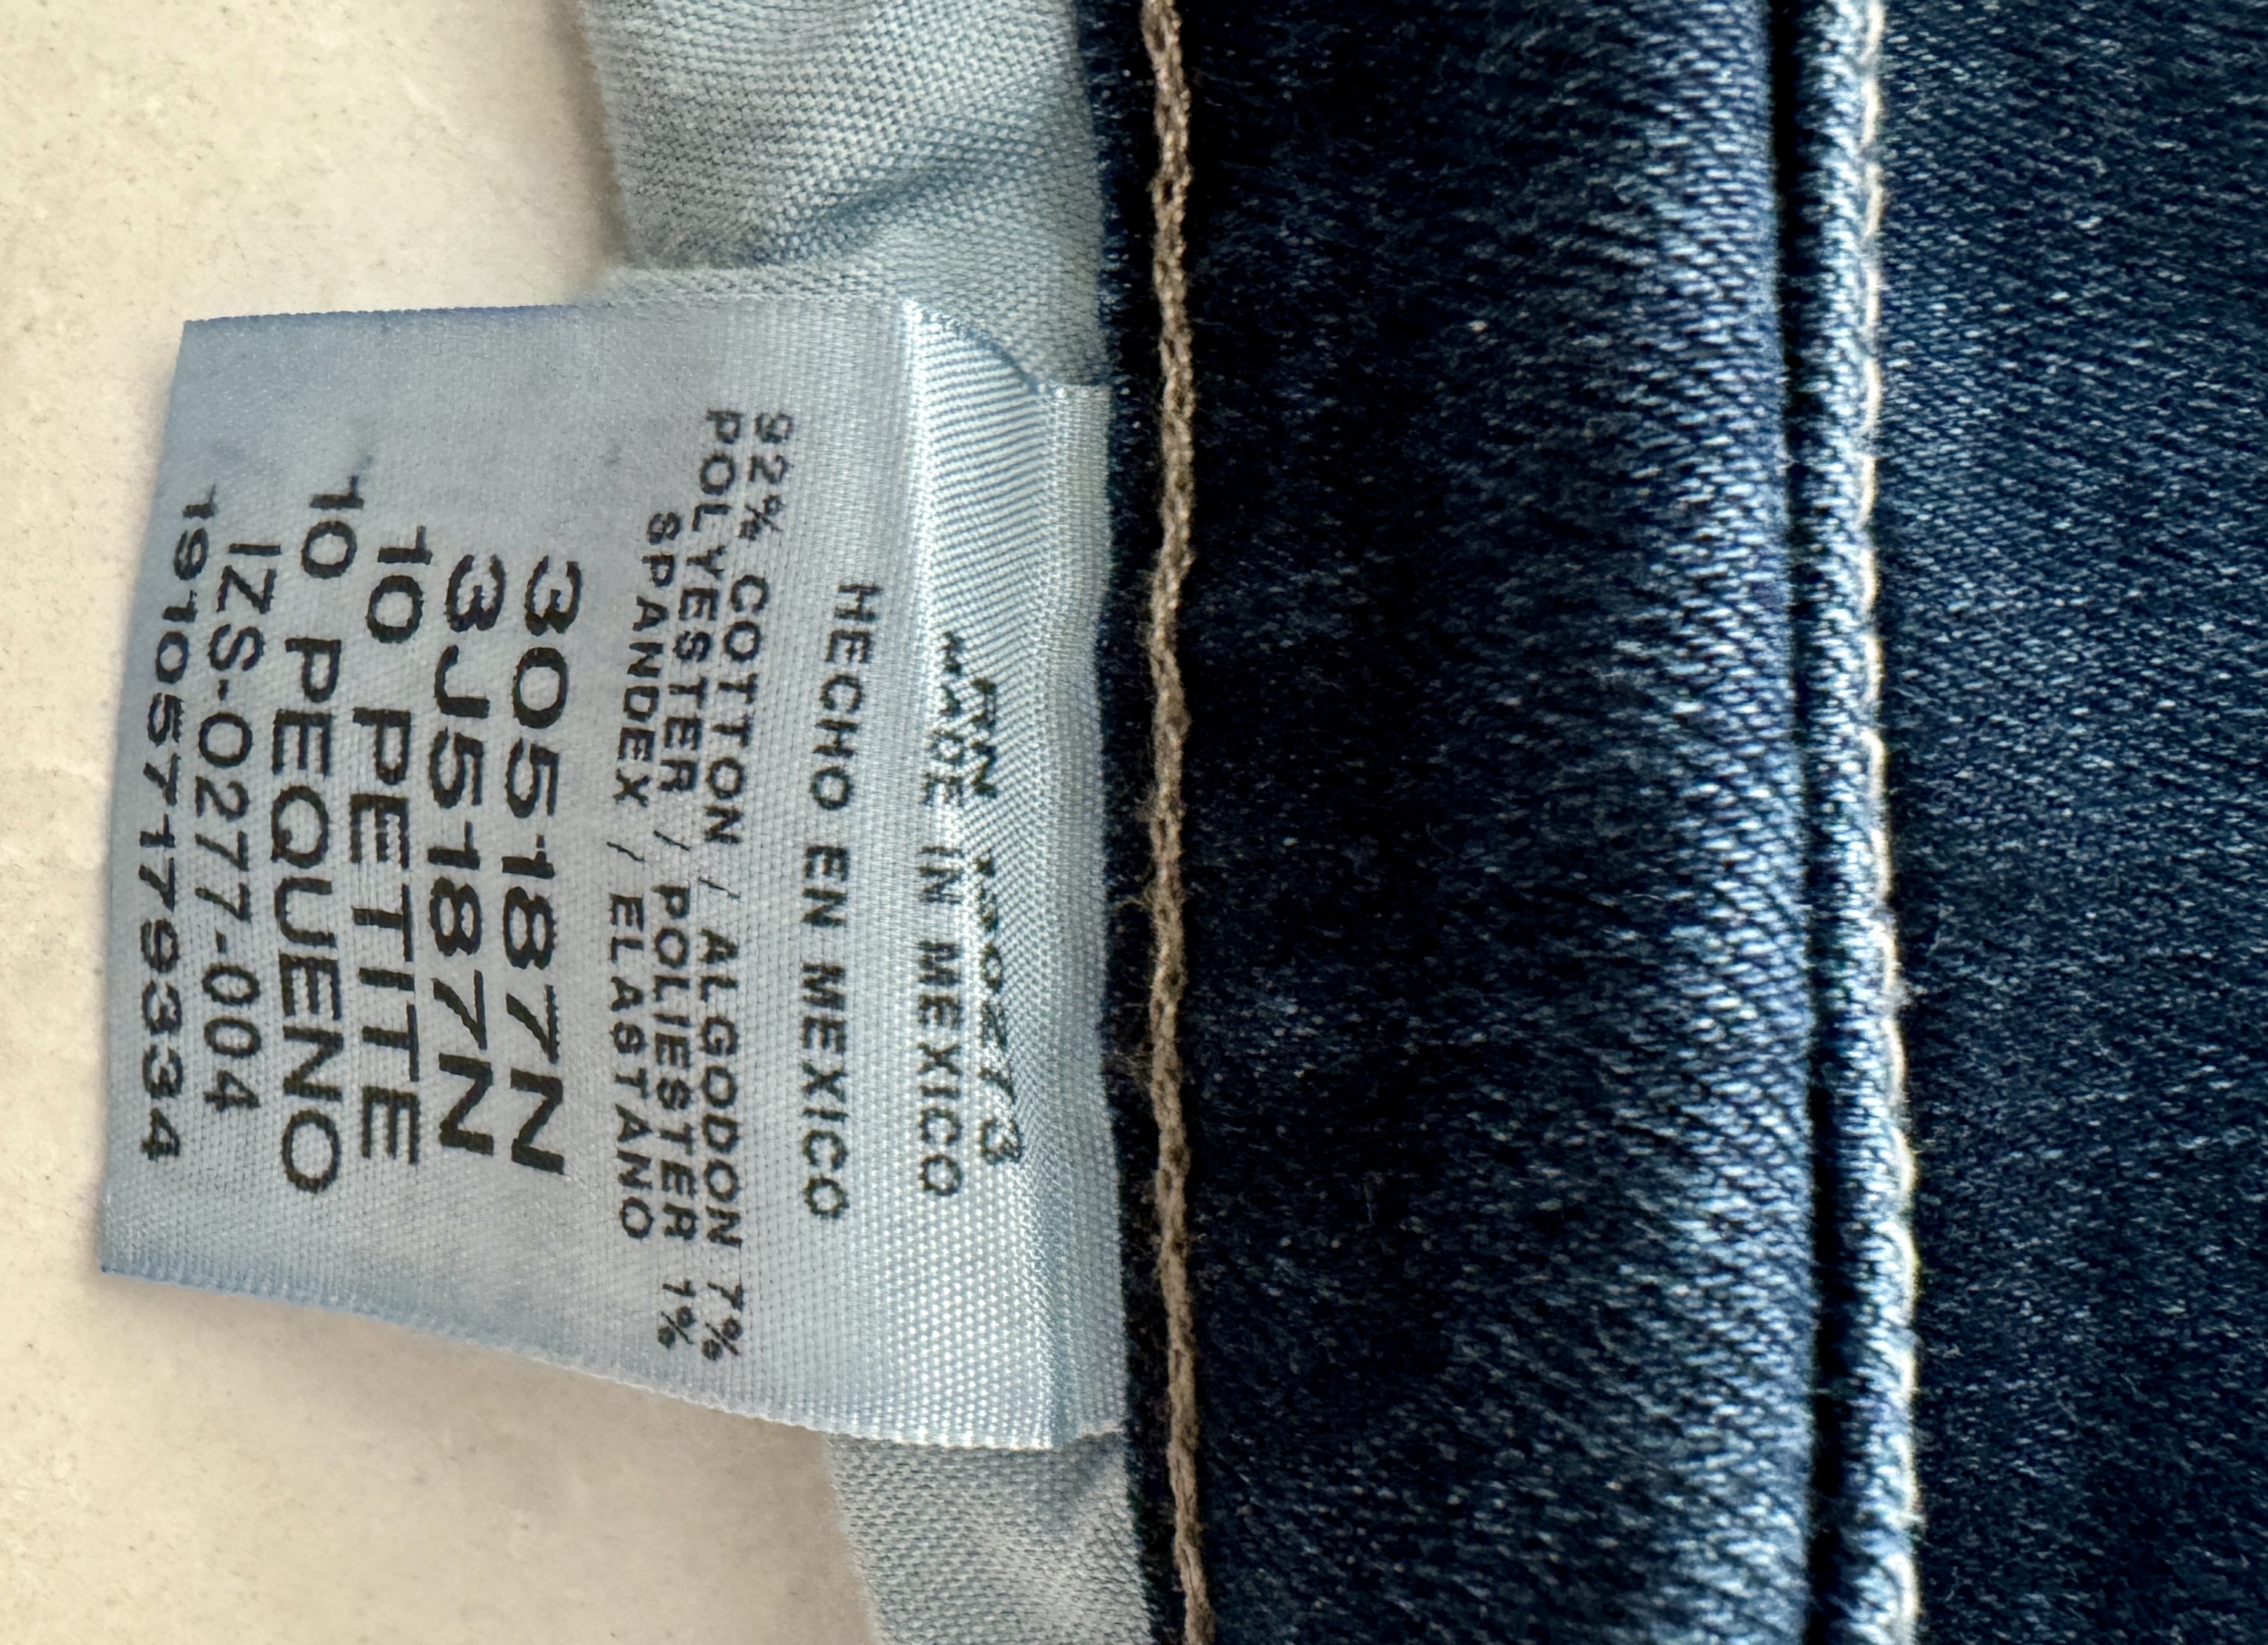 RN
MADE IN MEXICO
HECHO EN MEXICO
92% COTTON / ALGODON 7%
POLYESTER / POLIESTER 1%
SPANDEX / ELASTANO
305187N
3J5187N
10 PETITE
10 PEQUENO
IZS-0277-004
191057179334